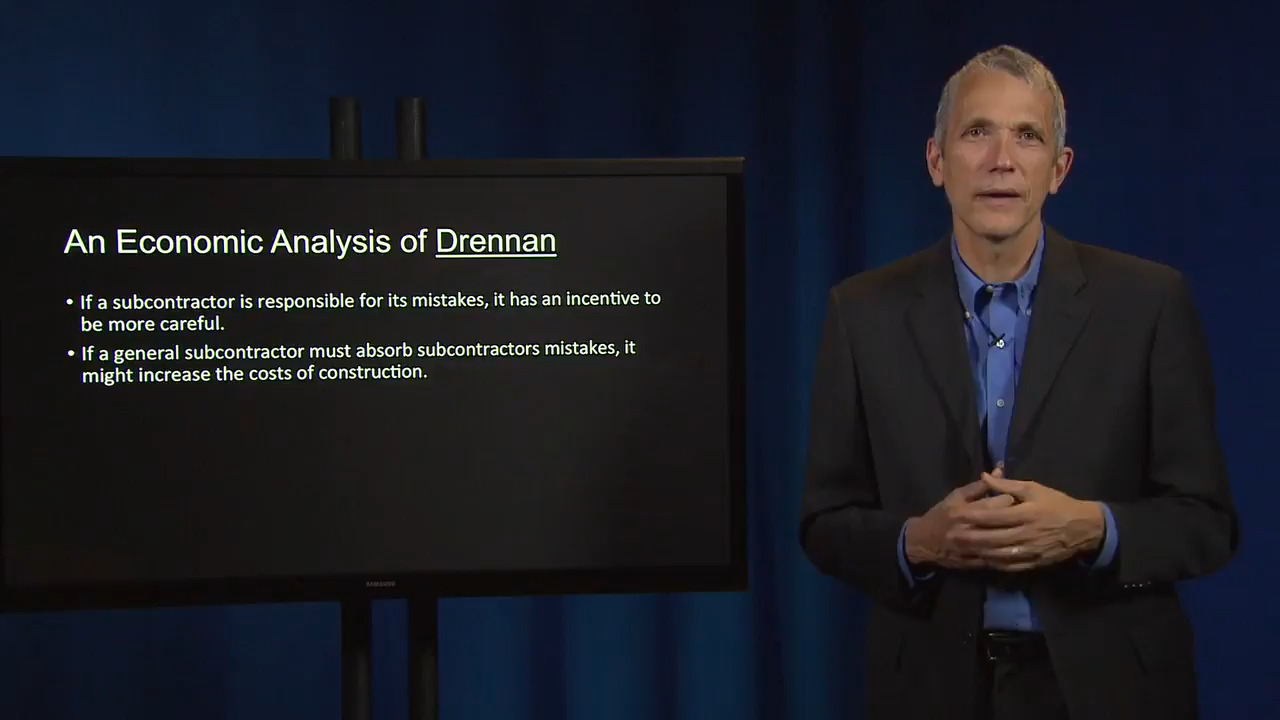 An Economic Analysis of Drennan
• If a subcontractor is responsible for its mistakes, it has an incentive to
be more careful.
• If a general subcontractor must absorb subcontractors mistakes, it
might increase the costs of construction.
SAMSUNG